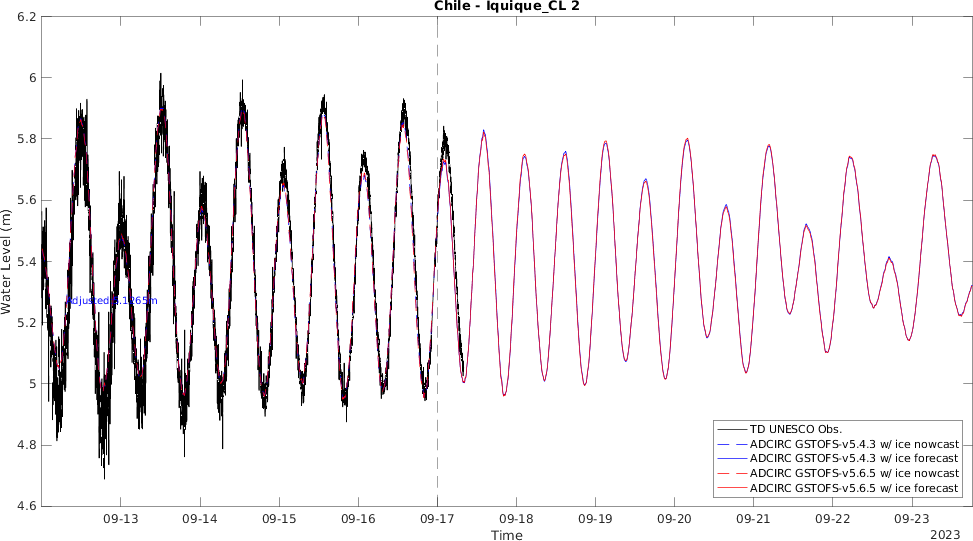 Chile - Iquique_CL 2
6.2
6
5.8
5.6
5.4
5.2
5
4.8
4.6
Water Level (m)
09-13
09-14
09-15
09-16
09-17
09-18
09-19
09-20
09-21
09-22
09-23
2023
Time
TD UNESCO Obs.
ADCIRC GSTOFS-v5.4.3 w/ ice nowcast
ADCIRC GSTOFS-v5.4.3 w/ ice forecast
ADCIRC GSTOFS-v5.6.5 w/ ice nowcast
ADCIRC GSTOFS-v5.6.5 w/ ice forecast